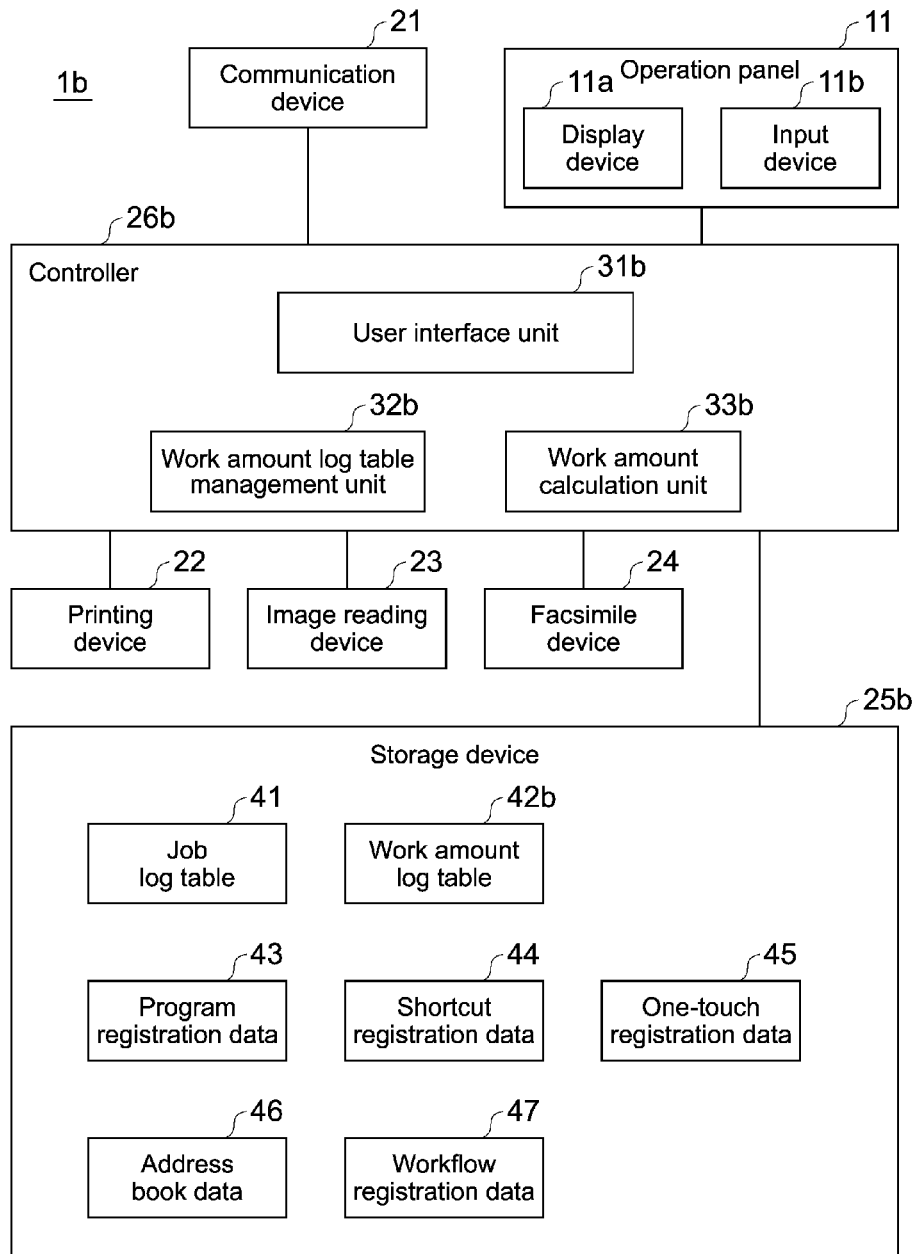 1b
21
Communication
device
11
Operation panel
11a
Display
device
11b
Input
device
26b
Controller
31b
User interface unit
32b
Work amount log table
management unit
33b
Work amount
calculation unit
22
Printing
device
23
Image reading
device
24
Facsimile
device
25b
Storage device
41
Job
log table
42b
Work amount
log table
43
Program
registration data
44
Shortcut
registration data
45
One-touch
registration data
46
Address
book data
47
Workflow
registration data